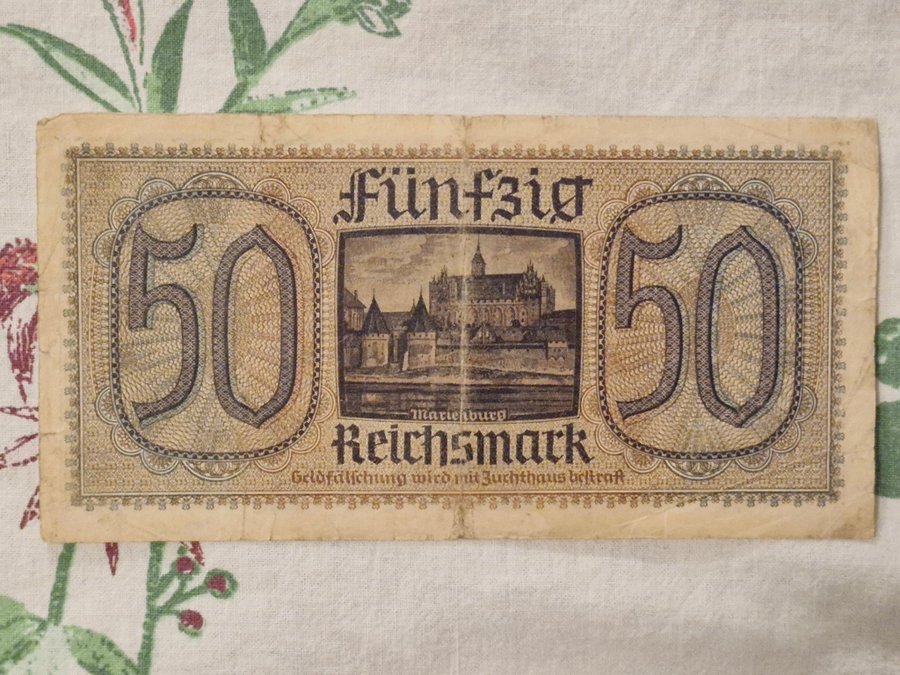 Fünfzig
50
50
Marienburg
Reichsmark
Geldfälschung wird mit Zuchthaus bestraft